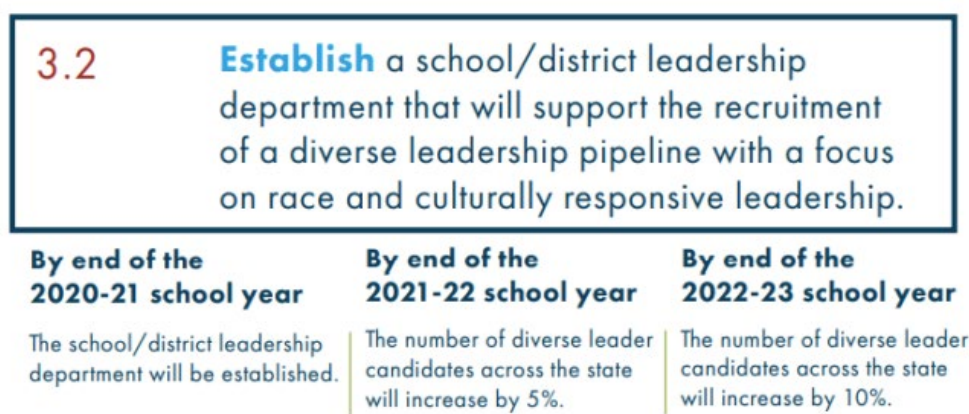 3.2
Establish a school/district leadership
department that will support the recruitment
of a diverse leadership pipeline with a focus
on race and culturally responsive leadership.
By end of the
2020-21 school year
The school/district leadership
department will be established.
By end of the
2021-22 school year
The number of diverse leader
candidates across the state
will increase by 5%.
By end of the
2022-23 school year
The number of diverse leader
candidates across the state
will increase by 10%.